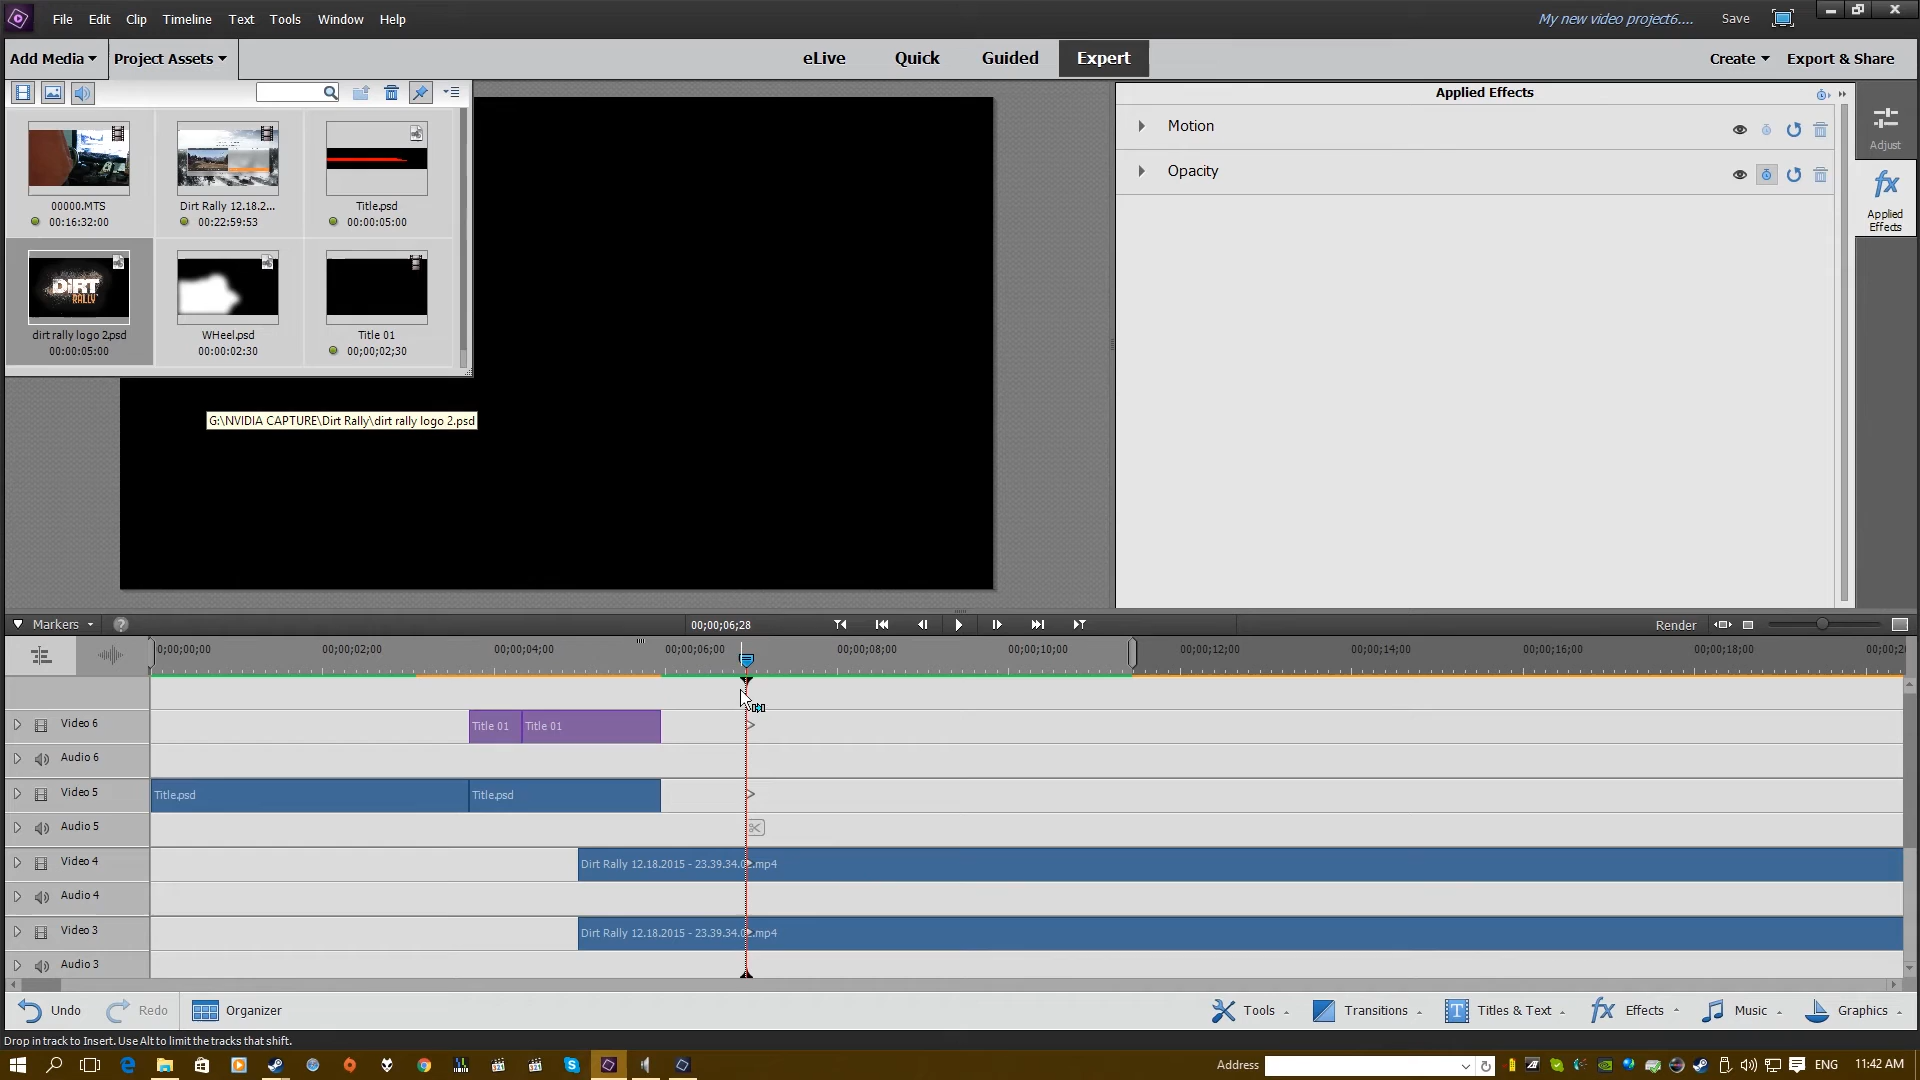 File Edit Clip Timeline Text Tools Window Help
My new video project6.... Save
Add Media Project Assets
eLive Quick Guided Expert
Create Export & Share
Applied Effects
Motion
Opacity
Adjust
Applied
Effects
00000.MTS
00:16:32:00
Dirt Rally 12.18.2...
00:22:59:53
Title.psd
00:00:05:00
DiRT
RALLY
dirt rally logo 2.psd
00:00:05:00
WHeel.psd
00:00:02:30
Title 01
00;00;02;30
G:\NVIDIA CAPTURE\Dirt Rally\dirt rally logo 2.psd
Markers ? 00;00;06;28 Render
0;00;00;00 00;00;02;00 00;00;04;00 00;00;06;00 00;00;08;00 00;00;10;00 00;00;12;00 00;00;14;00 00;00;16;00 00;00;18;00 00;00;2
Video 6 Title 01 Title 01
Audio 6
Video 5 Title.psd Title.psd
Audio 5
Video 4 Dirt Rally 12.18.2015 - 23.39.34.0 .mp4
Audio 4
Video 3 Dirt Rally 12.18.2015 - 23.39.34.0 .mp4
Audio 3
Undo Redo Organizer Tools Transitions Titles & Text Effects Music Graphics
Drop in track to Insert. Use Alt to limit the tracks that shift.
Address ENG 11:42 AM